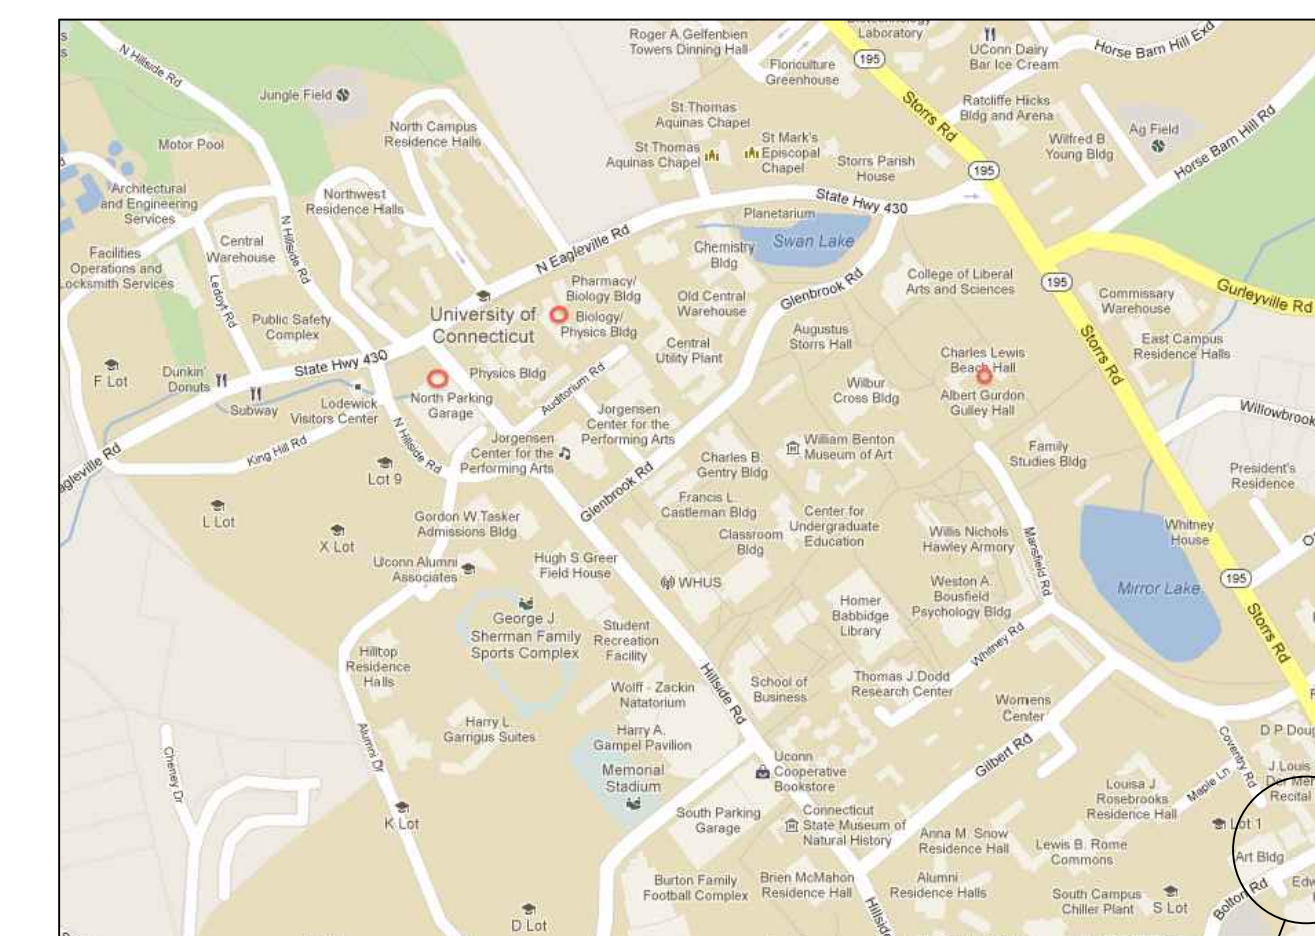 Roger A.Gelfenbien
Towers Dinning Hall
Biotechnology
Laboratory
UConn Dairy
Bar Ice Cream
Horse Barn Hill Exd
N Hillside Rd
Floriculture
Greenhouse
195
Storrs Rd
Jungle Field
North Campus
Residence Halls
St Thomas
Aquinas Chapel
Ratcliffe Hicks
Bldg and Arena
Ag Field
Wilfred B.
Young Bldg
Horse Barn Hill Rd
Motor Pool
St Thomas
Aquinas Chapel
St Mark's
Episcopal
Chapel
Storrs Parish
House
195
Architectural
and Engineering
Services
Northwest
Residence Halls
State Hwy 430
Planetarium
Swan Lake
N Eagleville Rd
N Hillside Rd
Central
Warehouse
Chemistry
Bldg
Facilities
Operations and
Locksmith Services
Ledoyt Rd
Pharmacy/
Biology Bldg
Glenbrook Rd
College of Liberal
Arts and Sciences
195
Commissary
Warehouse
Gurleyville Rd
Old Central
Warehouse
University of
Connecticut
Biology/
Physics Bldg
Public Safety
Complex
Augustus
Storrs Hall
Storrs Rd
East Campus
Residence Halls
Central
Utility Plant
Charles Lewis
Beach Hall
State Hwy 430
F Lot
Dunkin'
Donuts
Physics Bldg
Auditorium Rd
Wilbur
Cross Bldg
Albert Gurdon
Gulley Hall
Subway
Lodewick
Visitors Center
North Parking
Garage
Jorgensen
Center for the
Performing Arts
Willowbrook
King Hill Rd
N Hillside Rd
Jorgensen
Center for the
Performing Arts
William Benton
Museum of Art
Family
Studies Bldg
agleville Rd
Lot 9
Charles B.
Gentry Bldg
President's
Residence
Glenbrook Rd
L Lot
Francis L.
Castleman Bldg
Center for
Undergraduate
Education
Gordon W.Tasker
Admissions Bldg
X Lot
Classroom
Bldg
Willis Nichols
Hawley Armory
Mansfield Rd
Whitney
House
Uconn Alumni
Associates
Hugh S.Greer
Field House
WHUS
195
Mirror Lake
Weston A.
Bousfield
Psychology Bldg
George J.
Sherman Family
Sports Complex
Homer
Babbidge
Library
Storrs Rd
Student
Recreation
Facility
Whitney Rd
Hilltop
Residence
Halls
Hillside Rd
Wolff - Zackin
Natatorium
School of
Business
Thomas J.Dodd
Research Center
Womens
Center
Harry L.
Garrigus Suites
Harry A.
Gampel Pavilion
D P Doug
Alumni Dr
Cheney Dr
Gilbert Rd
Coventry Rd
Memorial
Stadium
Uconn
Cooperative
Bookstore
J.Louis
Recital
Maple Ln
Louisa J.
Rosebrooks
Residence Hall
K Lot
South Parking
Garage
Connecticut
State Museum of
Natural History
Lot 1
Anna M. Snow
Residence Hall
Lewis B. Rome
Commons
Art Bldg
Burton Family
Football Complex
Brien McMahon
Residence Hall
Alumni
Residence Halls
South Campus
Chiller Plant
S Lot
Bolton Rd
D Lot